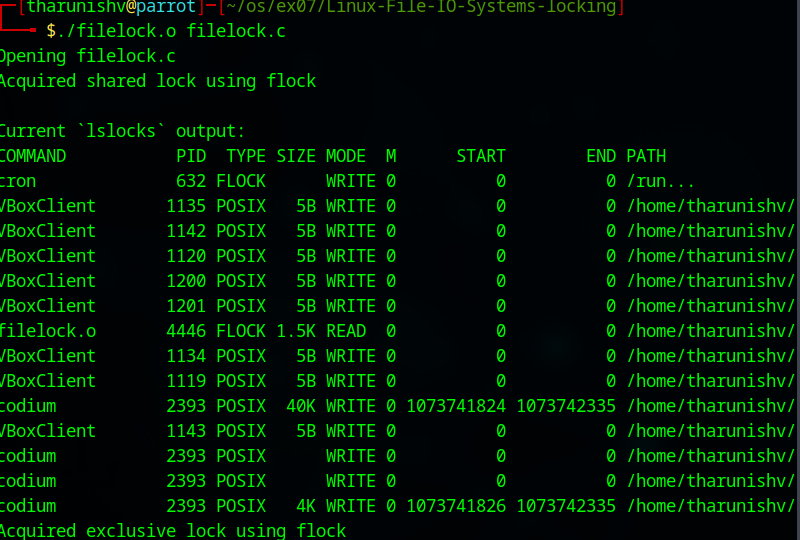 [tharunishv@parrot]─[~/os/ex07/Linux-File-IO-Systems-locking]
$./filelock.o filelock.c
Opening filelock.c
Acquired shared lock using flock
Current `lslocks` output:
COMMAND PID TYPE SIZE MODE M START END PATH
cron 632 FLOCK WRITE 0 0 0 /run...
VBoxClient 1135 POSIX 5B WRITE 0 0 0 /home/tharunishv/
VBoxClient 1142 POSIX 5B WRITE 0 0 0 /home/tharunishv/
VBoxClient 1120 POSIX 5B WRITE 0 0 0 /home/tharunishv/
VBoxClient 1200 POSIX 5B WRITE 0 0 0 /home/tharunishv/
VBoxClient 1201 POSIX 5B WRITE 0 0 0 /home/tharunishv/
filelock.o 4446 FLOCK 1.5K READ 0 0 0 /home/tharunishv/
VBoxClient 1134 POSIX 5B WRITE 0 0 0 /home/tharunishv/
VBoxClient 1119 POSIX 5B WRITE 0 0 0 /home/tharunishv/
codium 2393 POSIX 40K WRITE 0 1073741824 1073742335 /home/tharunishv/
VBoxClient 1143 POSIX 5B WRITE 0 0 0 /home/tharunishv/
codium 2393 POSIX WRITE 0 0 0 /home/tharunishv/
codium 2393 POSIX WRITE 0 0 0 /home/tharunishv/
codium 2393 POSIX 4K WRITE 0 1073741826 1073742335 /home/tharunishv/
Acquired exclusive lock using flock